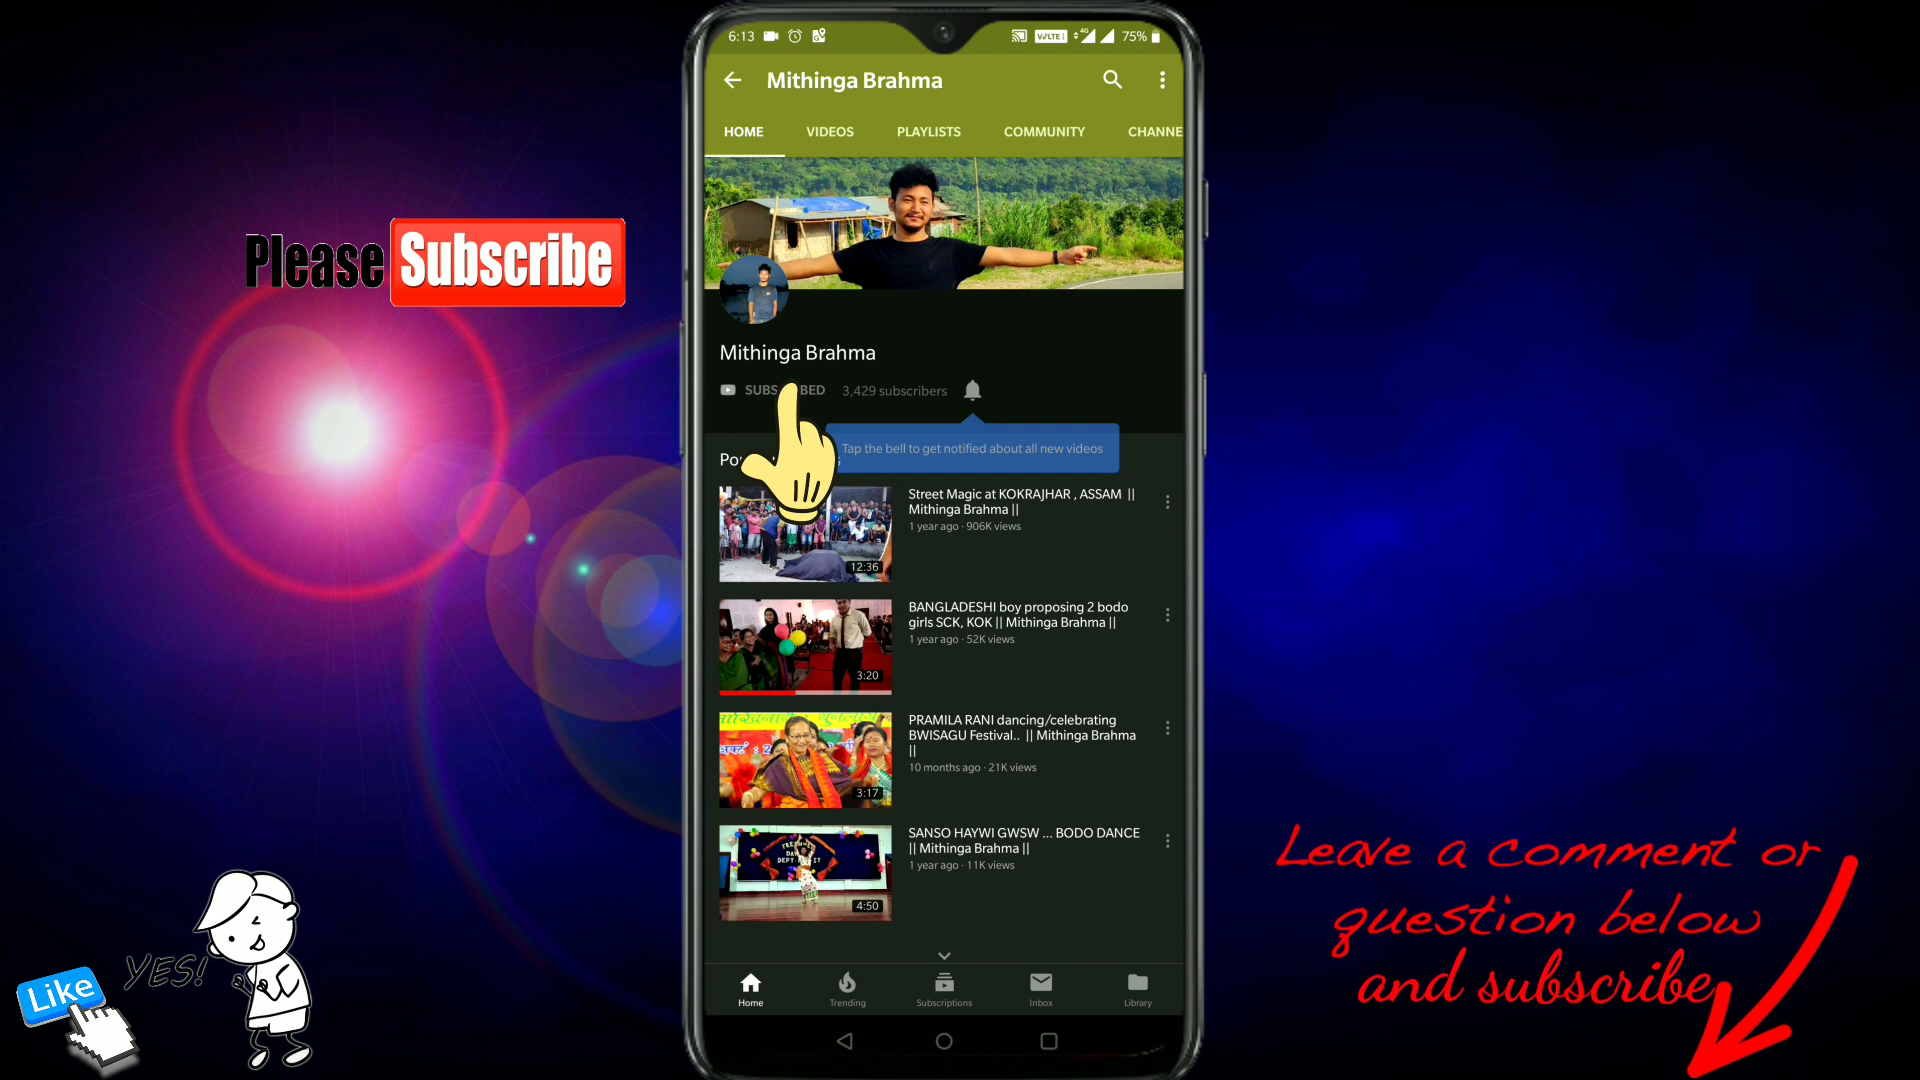 6:13
VoLTE 4G 75%
Mithinga Brahma
HOME VIDEOS PLAYLISTS COMMUNITY CHANNE
Please Subscribe
Mithinga Brahma
3,429 subscribers
Tap the bell to get notified about all new videos
Street Magic at KOKRAJHAR , ASSAM ||
Mithinga Brahma ||
1 year ago · 906K views
12:36
BANGLADESHI boy proposing 2 bodo
girls SCK, KOK || Mithinga Brahma ||
1 year ago · 52K views
3:20
PRAMILA RANI dancing/celebrating
BWISAGU Festival.. || Mithinga Brahma
||
10 months ago · 21K views
3:17
SANSO HAYWI GWSW ... BODO DANCE
|| Mithinga Brahma ||
1 year ago · 11K views
4:50
Home Trending Subscriptions Inbox Library
YES!
Like
Leave a comment or
question below
and subscribe